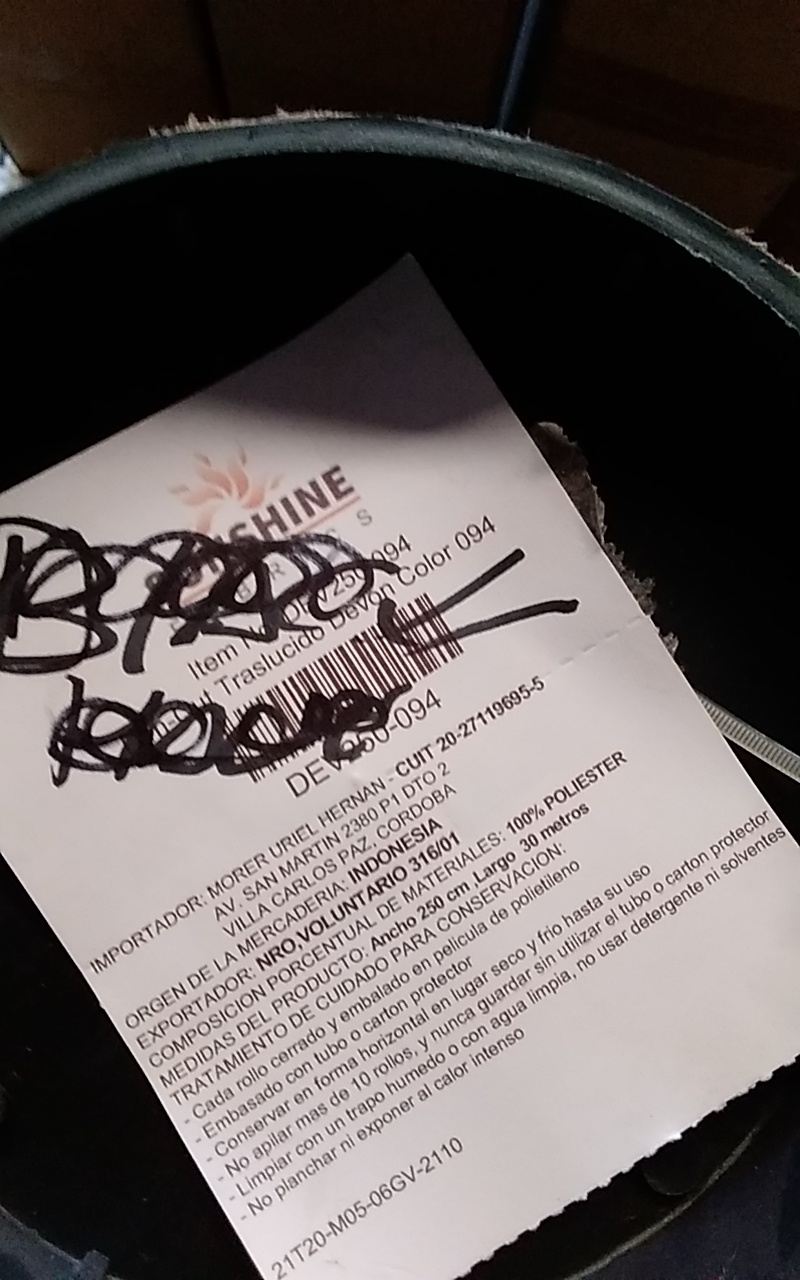 SUNSHINE
FABRICS
Item No. DEV250-094
Traslucido Devon Color 094
DEV250-094
IMPORTADOR: MORER URIEL HERNAN - CUIT 20-27119695-5
AV. SAN MARTIN 2380 P1 DTO 2
VILLA CARLOS PAZ, CORDOBA
ORGEN DE LA MERCADERIA: INDONESIA
EXPORTADOR: NRO,VOLUNTARIO 316/01
COMPOSICION PORCENTUAL DE MATERIALES: 100% POLIESTER
MEDIDAS DEL PRODUCTO: Ancho 250 cm ,Largo 30 metros
TRATAMIENTO DE CUIDADO PARA CONSERVACION:
- Cada rollo cerrado y embalado en pelicula de polietileno
- Embasado con tubo o carton protector
- Conservar en forma horizontal en lugar seco y frio hasta su uso
- No apilar mas de 10 rollos, y nunca guardar sin utilizar el tubo o carton protector
- Limpiar con un trapo humedo o con agua limpia, no usar detergente ni solventes
- No planchar ni exponer al calor intenso
21T20-M05-06GV-2110